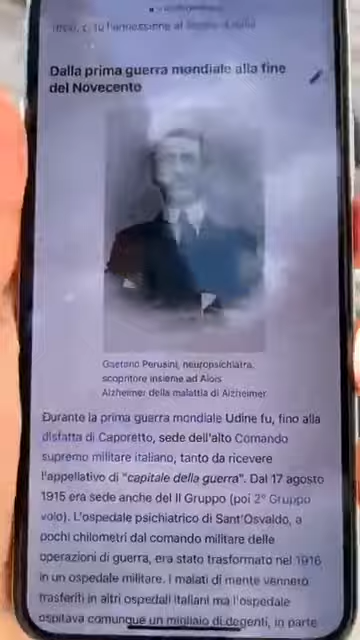 Dalla prima guerra mondiale alla fine
del Novecento
Gaetano Perusini, neuropsichiatra,
scopritore insieme ad Alois
Alzheimer della malattia di Alzheimer
Durante la prima guerra mondiale Udine fu, fino alla
disfatta di Caporetto, sede dell'alto Comando
supremo militare italiano, tanto da ricevere
l'appellativo di "capitale della guerra". Dal 17 agosto
1915 era sede anche del II Gruppo (poi 2° Gruppo
volo). L'ospedale psichiatrico di Sant'Osvaldo, a
pochi chilometri dal comando militare delle
operazioni di guerra, era stato trasformato nel 1916
in un ospedale militare. I malati di mente vennero
trasferiti in altri ospedali italiani ma l'ospedale
ospitava comunque un migliaio di degenti, in parte